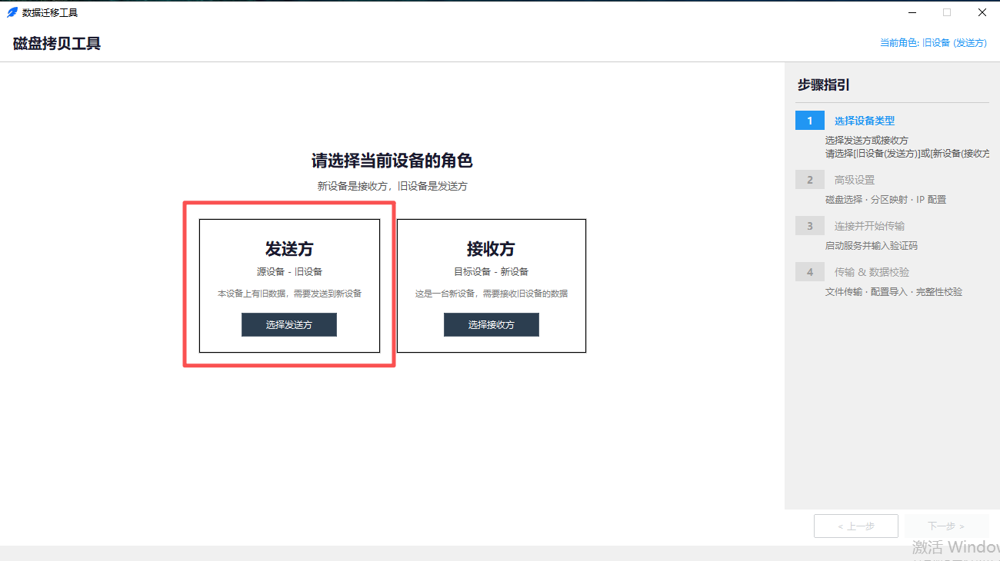 数据迁移工具
磁盘拷贝工具
当前角色: 旧设备 (发送方)
请选择当前设备的角色
新设备是接收方，旧设备是发送方
发送方
源设备 - 旧设备
本设备上有旧数据，需要发送到新设备
选择发送方
接收方
目标设备 - 新设备
这是一台新设备，需要接收旧设备的数据
选择接收方
步骤指引
1 选择设备类型
选择发送方或接收方
请选择[旧设备(发送方)]或[新设备(接收方
2 高级设置
磁盘选择 · 分区映射 · IP 配置
3 连接并开始传输
启动服务并输入验证码
4 传输 & 数据校验
文件传输 · 配置导入 · 完整性校验
< 上一步
下一步 >
激活 Window